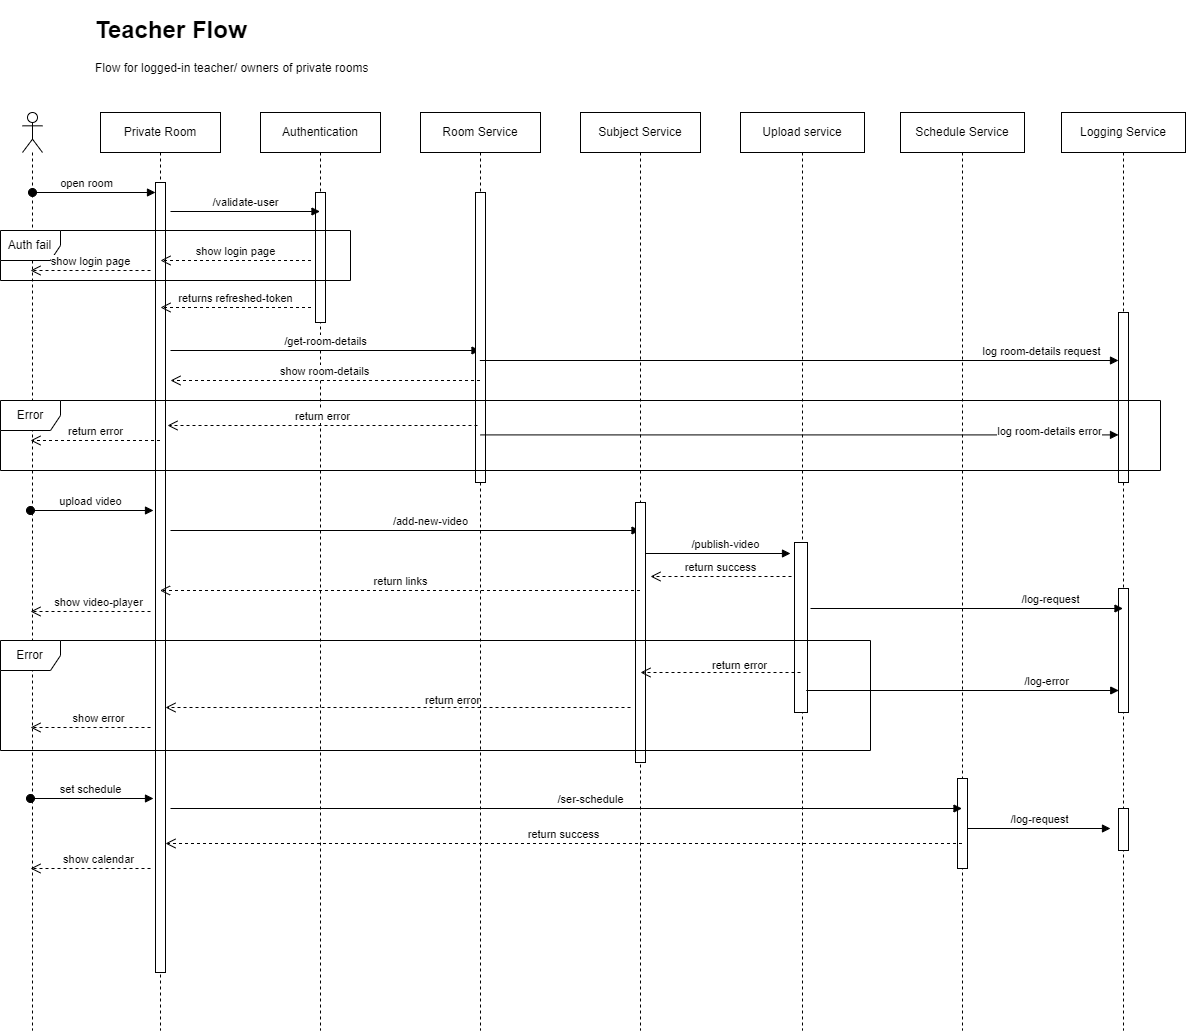 Teacher Flow
Flow for logged-in teacher/ owners of private rooms
Private Room
Authentication
Room Service
Subject Service
Upload service
Schedule Service
Logging Service
open room
/validate-user
Auth fail
show login page
show login page
returns refreshed-token
/get-room-details
log room-details request
show room-details
Error
return error
return error
log room-details error
upload video
/add-new-video
/publish-video
return success
return links
show video-player
/log-request
Error
return error
/log-error
return error
show error
set schedule
/ser-schedule
/log-request
return success
show calendar